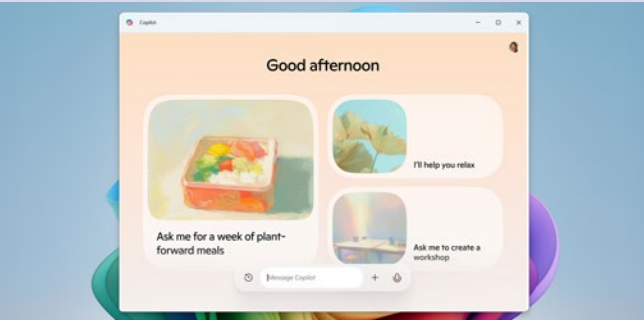 Copilot
Good afternoon
Ask me for a week of plant-
forward meals
I'll help you relax
Ask me to create a
workshop
Message Copilot